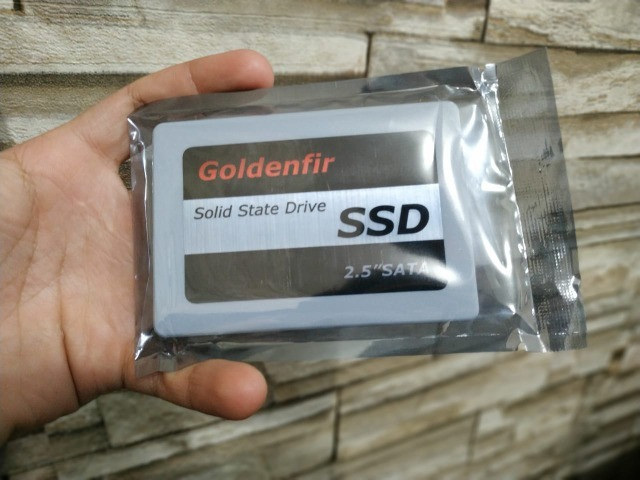 Goldenfir
Solid State Drive
SSD
2.5"SATA